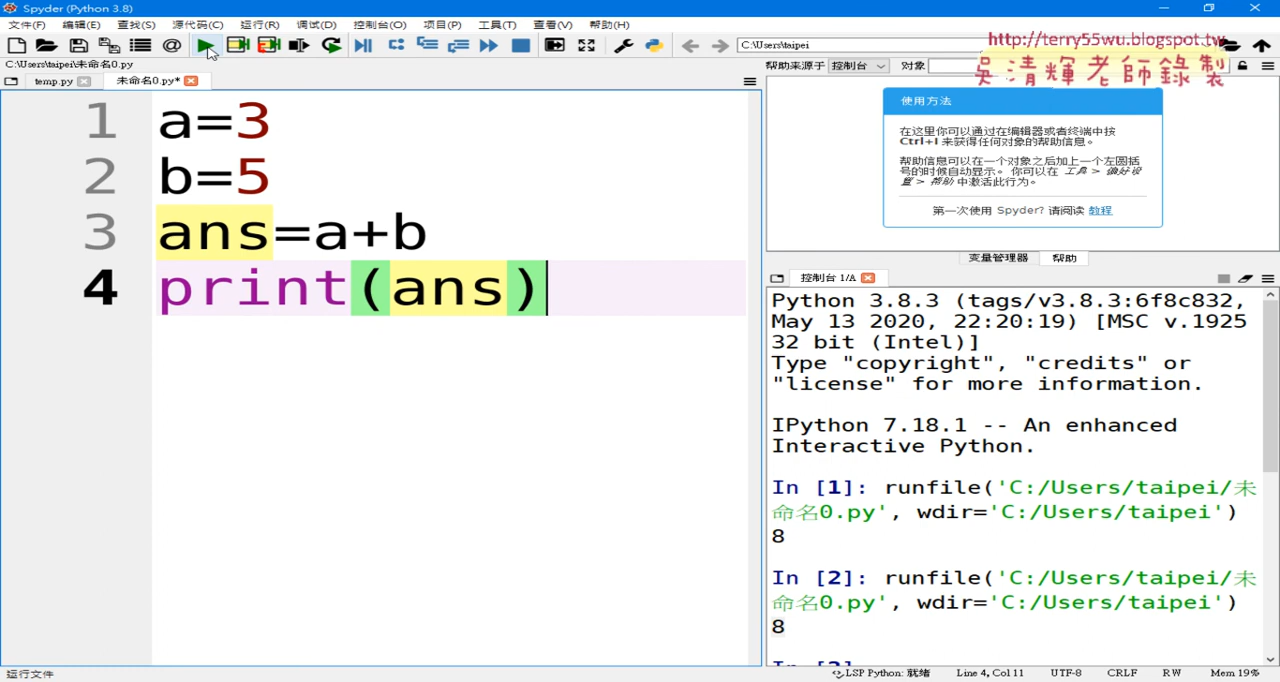 Spyder (Python 3.8)
文件(F) 编辑(E) 查找(S) 源代码(C) 运行(R) 调试(D) 控制台(O) 项目(P) 工具(T) 查看(V) 帮助(H)
C:\Users\taipei
http://terry55wu.blogspot.tw
吳清輝老師錄製
C:\Users\taipei\未命名0.py
temp.py 未命名0.py*
1 a=3
2 b=5
3 ans=a+b
4 print(ans)
帮助来源于 控制台 对象
使用方法
在这里你可以通过在编辑器或者终端中按
Ctrl+I 来获得任何对象的帮助信息。
帮助信息可以在一个对象之后加上一个左圆括
号的时候自动显示。 你可以在 工具 > 偏好设
置 > 帮助 中激活此行为。
第一次使用 Spyder? 请阅读 教程
变量管理器 帮助
控制台 1/A
Python 3.8.3 (tags/v3.8.3:6f8c832,
May 13 2020, 22:20:19) [MSC v.1925
32 bit (Intel)]
Type "copyright", "credits" or
"license" for more information.
IPython 7.18.1 -- An enhanced
Interactive Python.
In [1]: runfile('C:/Users/taipei/未
命名0.py', wdir='C:/Users/taipei')
8
In [2]: runfile('C:/Users/taipei/未
命名0.py', wdir='C:/Users/taipei')
8
运行文件
LSP Python: 就绪 Line 4, Col 11 UTF-8 CRLF RW Mem 19%